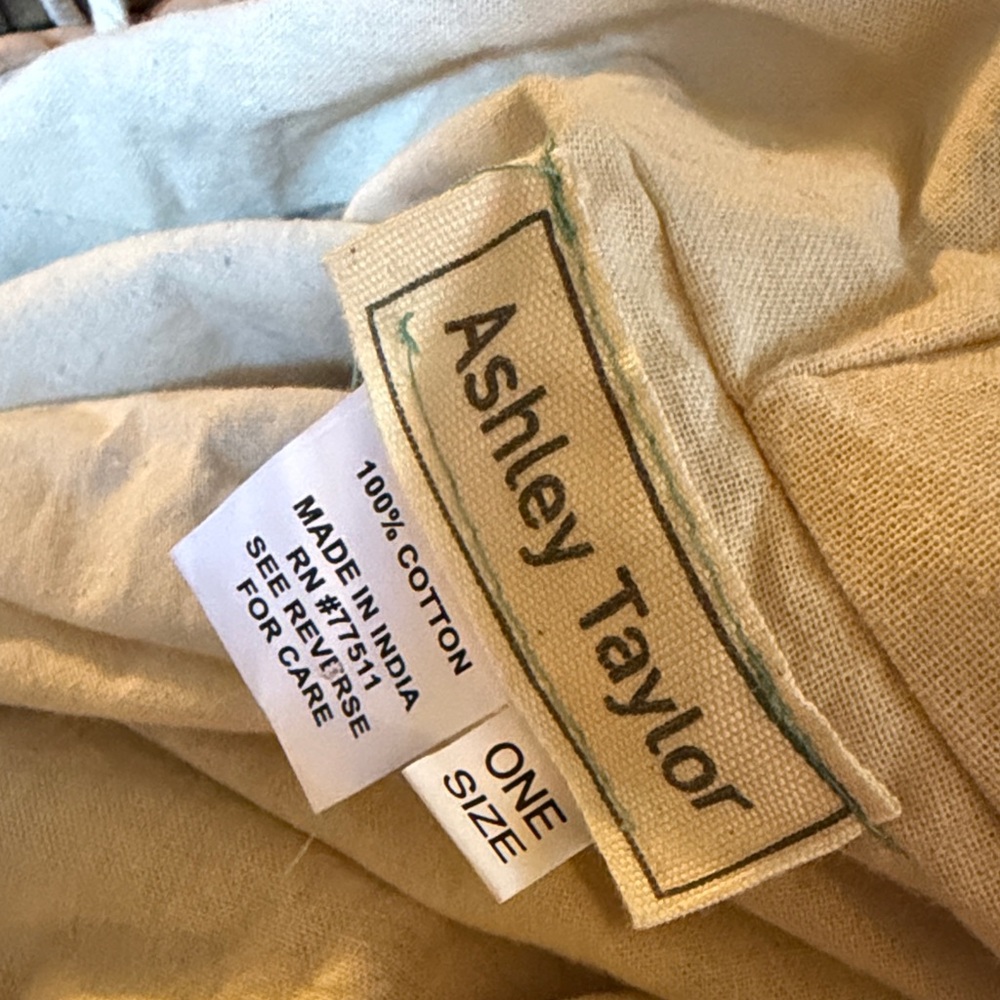 Ashley Taylor
100% COTTON
MADE IN INDIA
RN #77511
SEE REVERSE
FOR CARE
ONE
SIZE